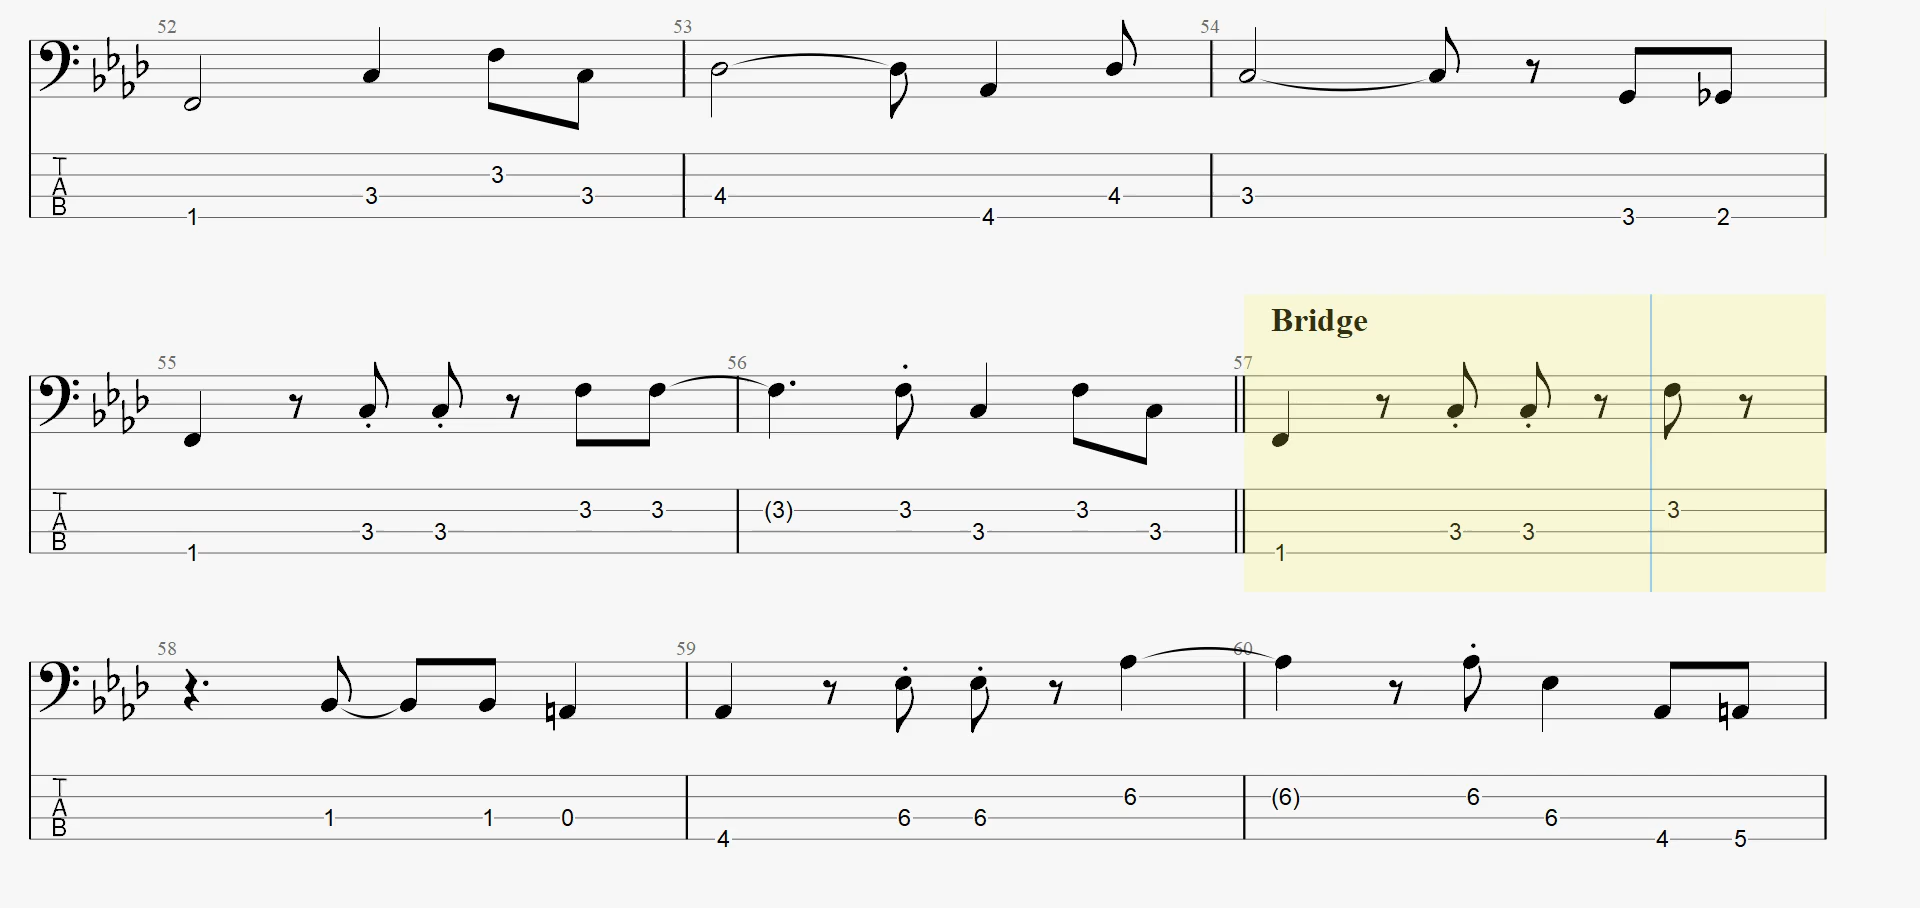 52 53 54
T
A
B
3
4 4
3 3 3
1 4 3 2
Bridge
55 56 57
T
A
B
3 3 (3) 3 3 3
3 3 3 3 3 3
1 1
58 59 60
T
A
B
6 (6) 6
1 1 0 6 6 6
4 4 5